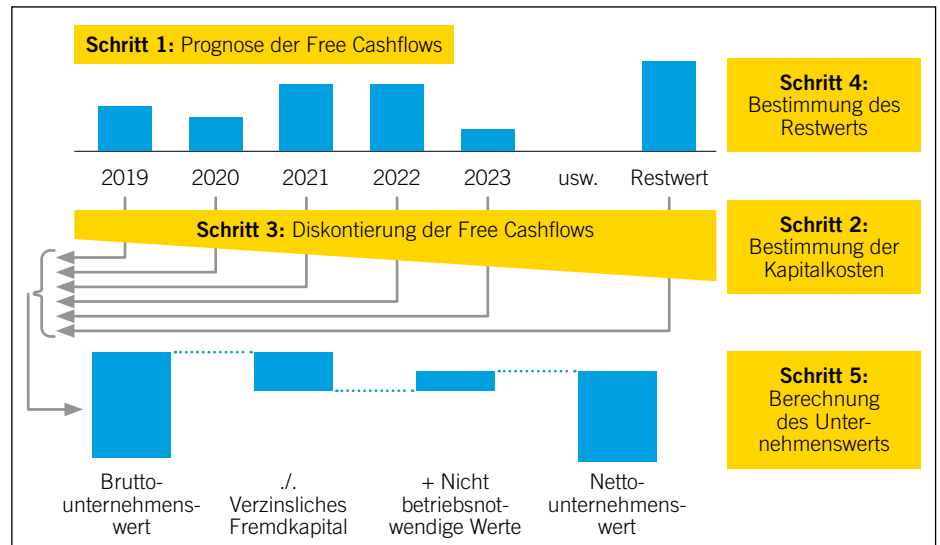 Schritt 1: Prognose der Free Cashflows
Schritt 4:
Bestimmung des
Restwerts
2019 2020 2021 2022 2023 usw. Restwert
Schritt 3: Diskontierung der Free Cashflows
Schritt 2:
Bestimmung der
Kapitalkosten
Schritt 5:
Berechnung
des Unter-
nehmenswerts
Brutto-
unternehmens-
wert
./.
Verzinsliches
Fremdkapital
+ Nicht
betriebsnot-
wendige Werte
Netto-
unternehmens-
wert